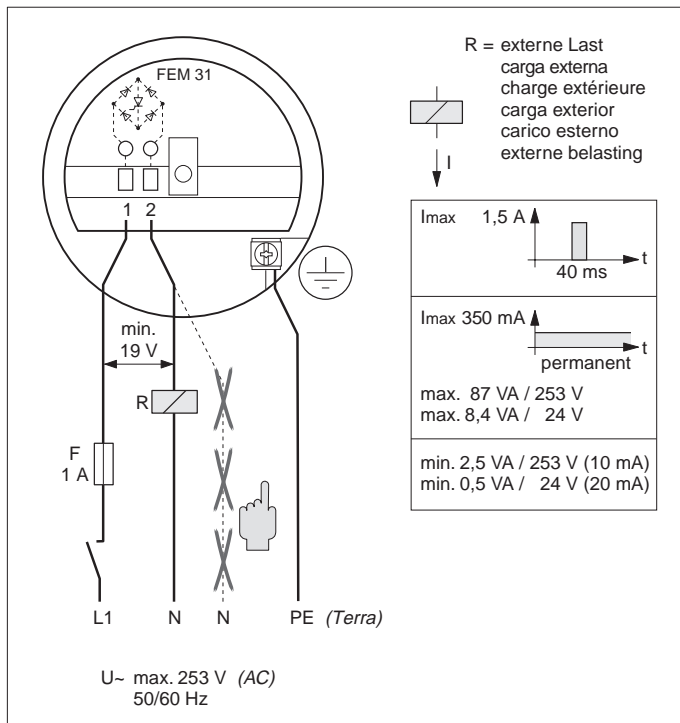 FEM 31
1 2
min.
19 V
R
F
1 A
L1 N N PE (Terra)
U~ max. 253 V (AC)
50/60 Hz
R = externe Last
carga externa
charge extérieure
carga exterior
carico esterno
externe belasting
I
Imax 1,5 A
t
40 ms
Imax 350 mA
t
permanent
max. 87 VA / 253 V
max. 8,4 VA / 24 V
min. 2,5 VA / 253 V (10 mA)
min. 0,5 VA / 24 V (20 mA)